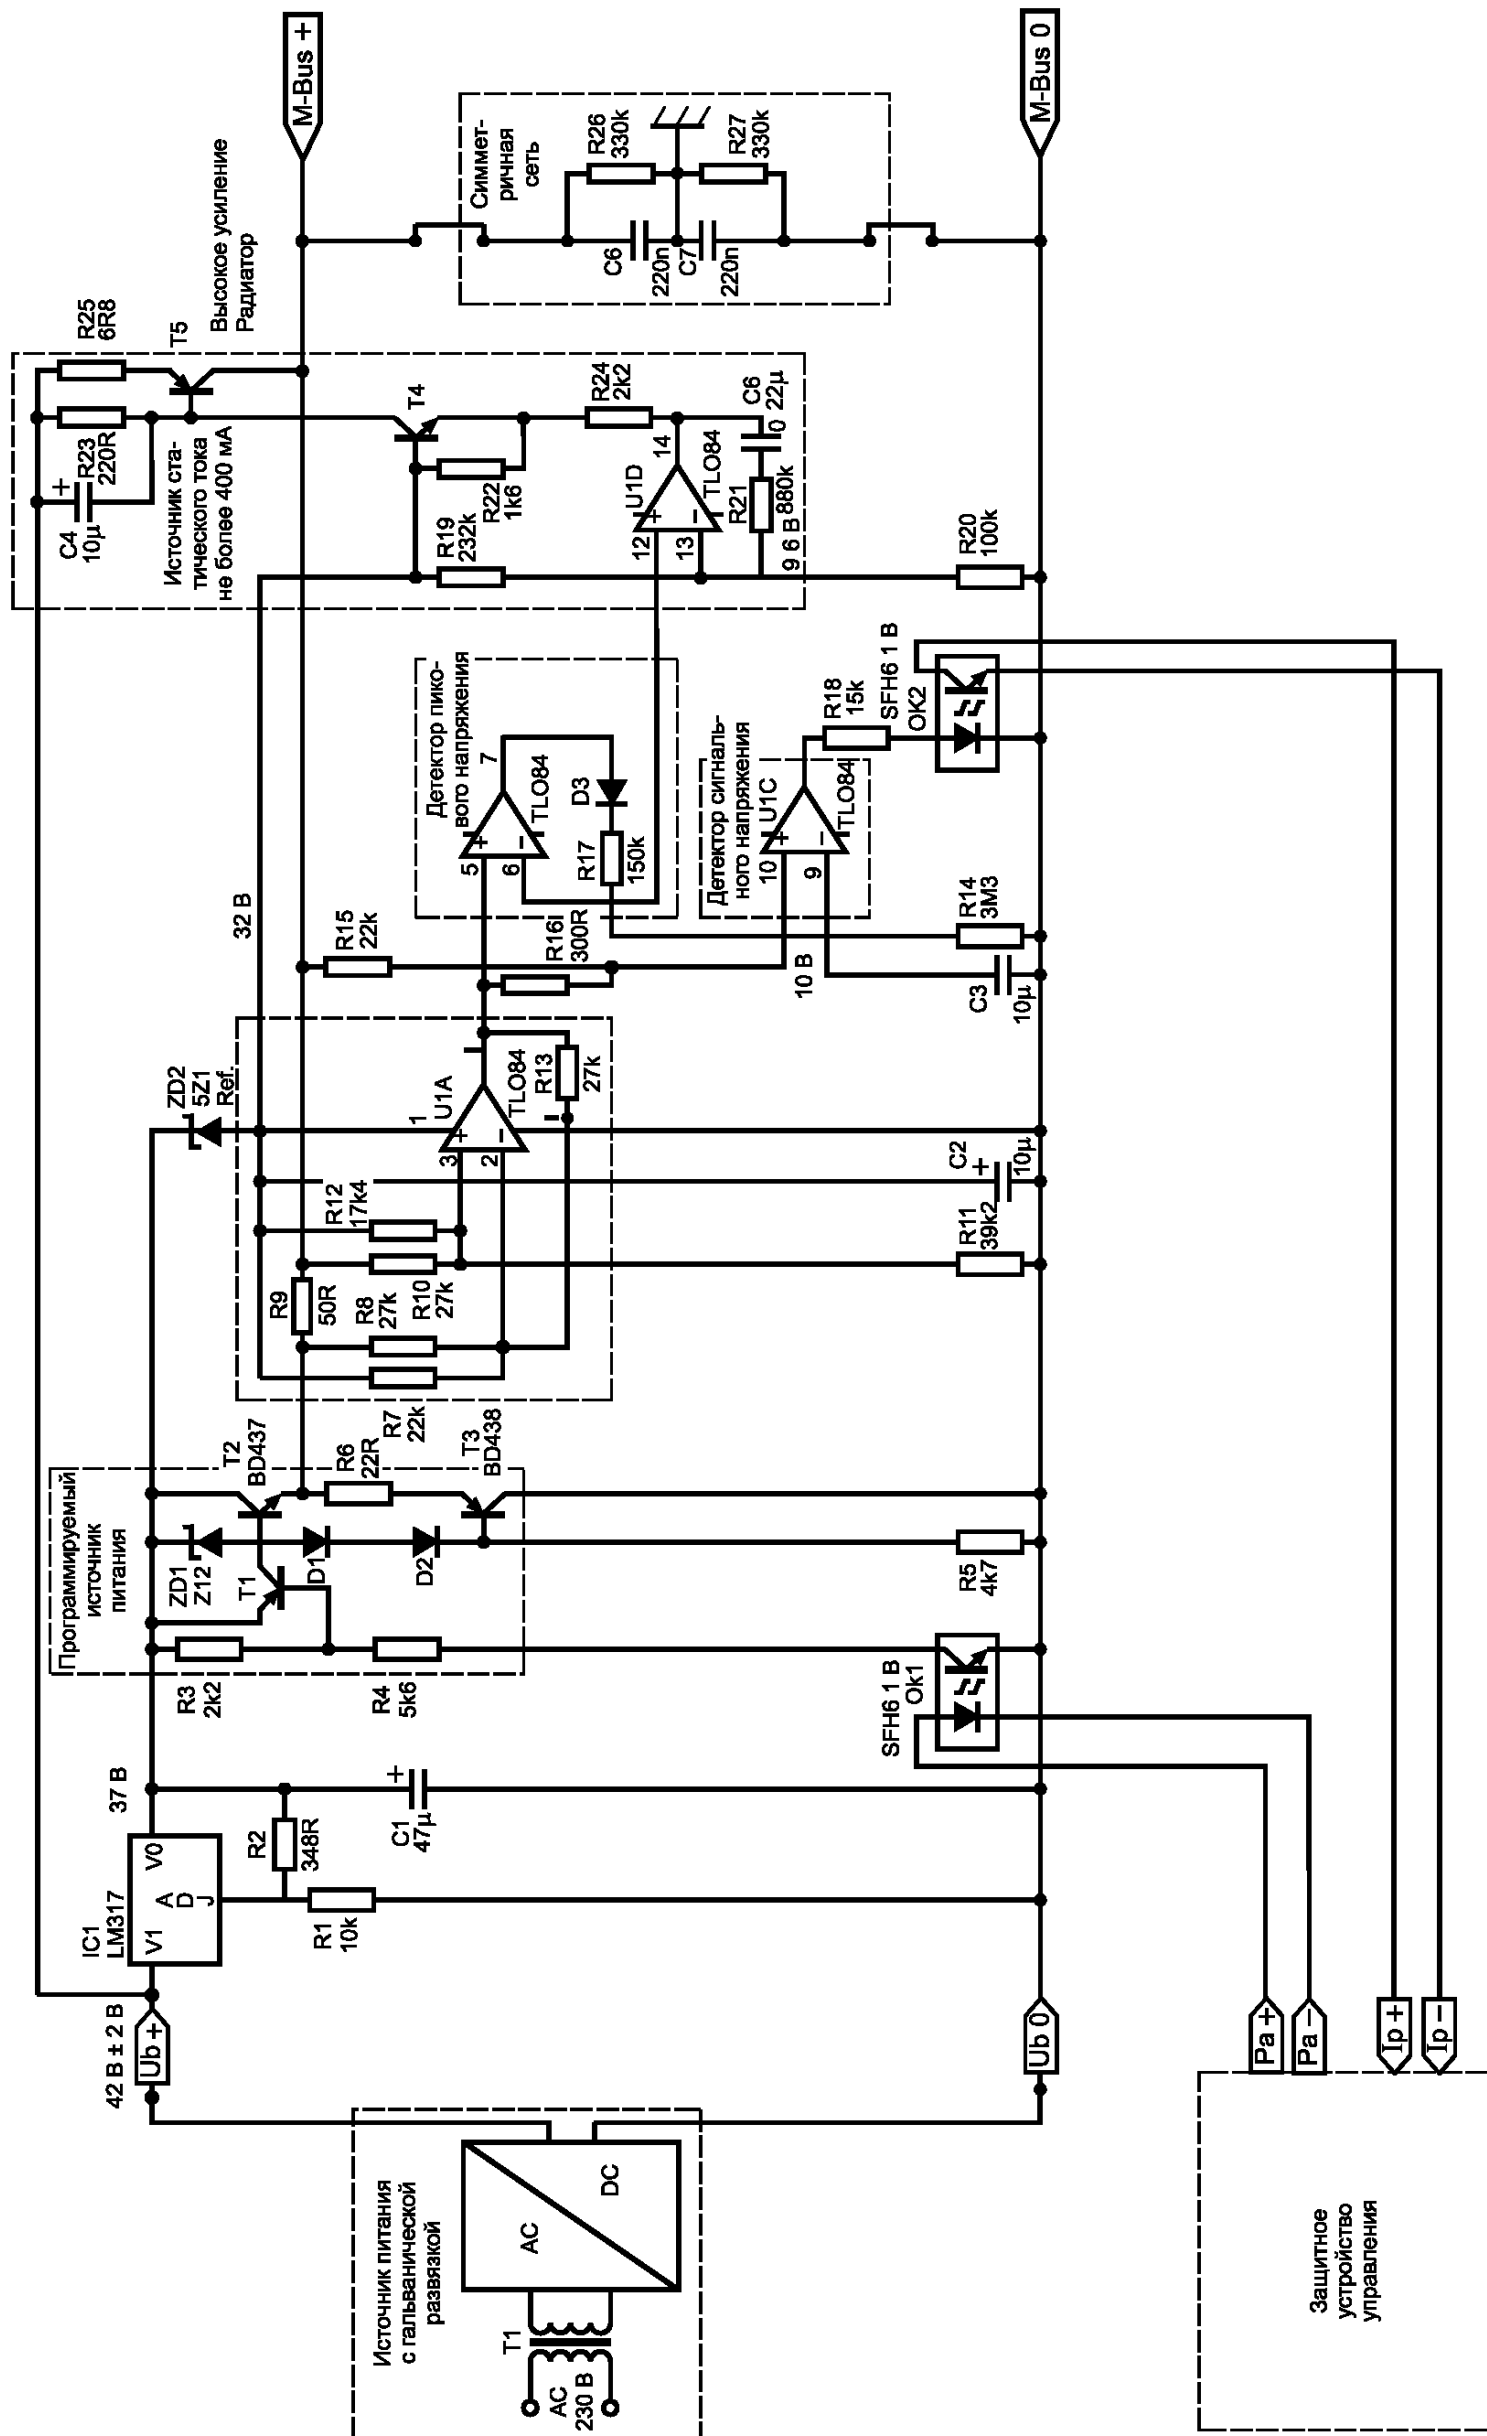 Источник питания
с гальванической
развязкой
T1
AC
230 В
AC
DC
42 В ± 2 В
Ub +
Ub 0
IC1
LM317
V1
V0
A
D
J
37 В
R1
10k
R2
348R
C1
47µ
+
Программируемый
источник
питания
R3
2k2
R4
5k6
ZD1
Z12
T1
D1
D2
T2
BD437
R6
22R
T3
BD438
R5
4k7
SFH6 1 В
Ok1
R7
22k
R8
27k
R9
50R
R10
27k
R12
17k4
R11
39k2
C2
+
10µ
ZD2
5Z1
Ref.
1
U1A
TLO84
3
2
+
–
R13
27k
32 В
R15
22k
R16
300R
10 В
C3
10µ
R14
3M3
Детектор пико-
вого напряжения
5
6
7
+
–
TLO84
D3
R17
150k
Детектор сигналь-
ного напряжения
U1C
10
9
+
–
TLO84
R18
15k
SFH6 1 В
OK2
C4
10µ
+
R23
220R
R25
6R8
T5
Источник ста-
тического тока
не более 400 мА
Высокое усиление
Радиатор
T4
R19
232k
R22
1k6
R24
2k2
U1D
12
13
14
+
–
TLO84
R21
880k
C6
22µ
0
9 6 В
R20
100k
Симмет-
ричная
сеть
R26
330k
R27
330k
C6
220n
C7
220n
M-Bus +
M-Bus 0
Защитное
устройство
управления
Pa +
Pa –
Ip +
Ip –